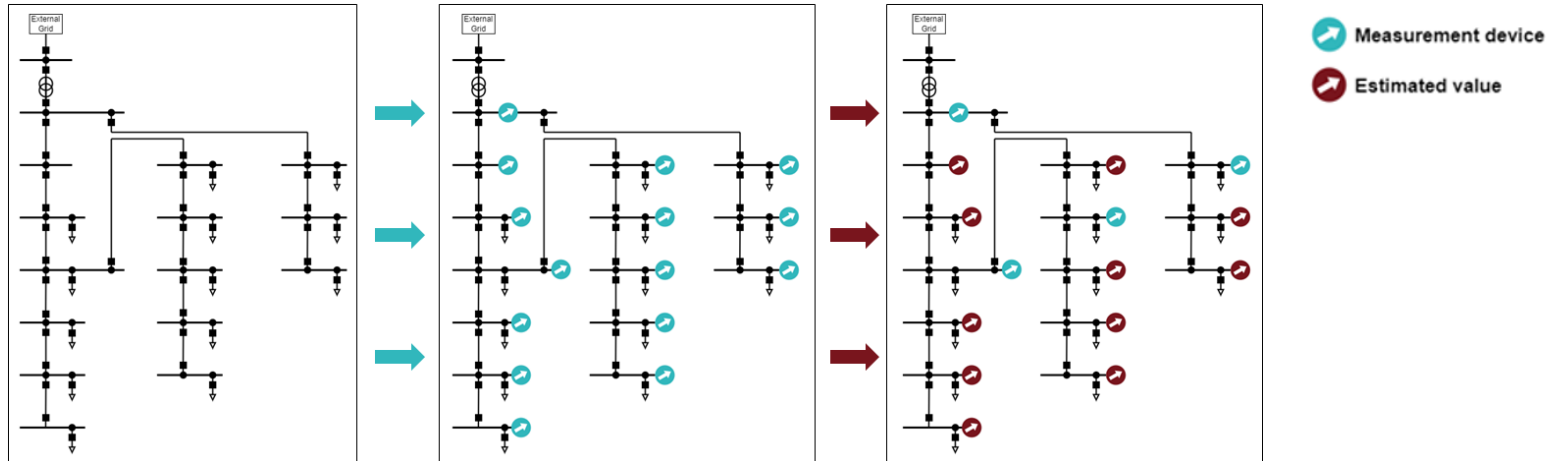 External
Grid
External
Grid
External
Grid
Measurement device
Estimated value